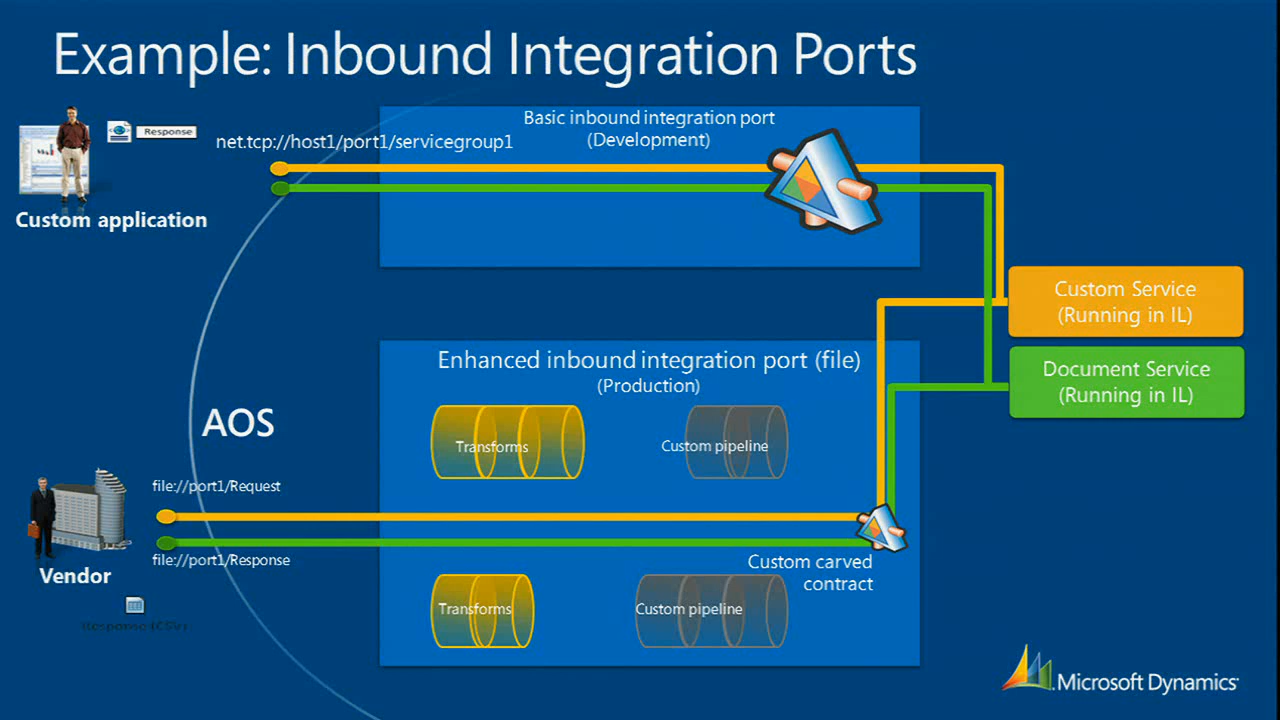 Example: Inbound Integration Ports
Response
net.tcp://host1/port1/servicegroup1
Basic inbound integration port
(Development)
Custom application
Custom Service
(Running in IL)
Document Service
(Running in IL)
Enhanced inbound integration port (file)
(Production)
Transforms
Custom pipeline
AOS
file://port1/Request
file://port1/Response
Vendor
Custom carved
contract
Transforms
Custom pipeline
Response (CSV)
Microsoft Dynamics